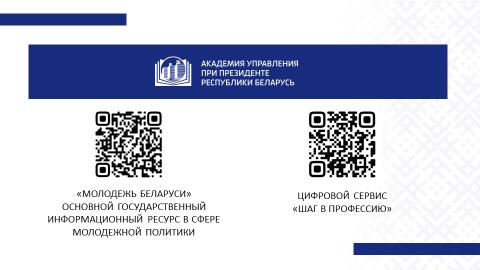 АКАДЕМИЯ УПРАВЛЕНИЯ
ПРИ ПРЕЗИДЕНТЕ
РЕСПУБЛИКИ БЕЛАРУСЬ
«МОЛОДЕЖЬ БЕЛАРУСИ»
ОСНОВНОЙ ГОСУДАРСТВЕННЫЙ
ИНФОРМАЦИОННЫЙ РЕСУРС В СФЕРЕ
МОЛОДЕЖНОЙ ПОЛИТИКИ
ЦИФРОВОЙ СЕРВИС
«ШАГ В ПРОФЕССИЮ»